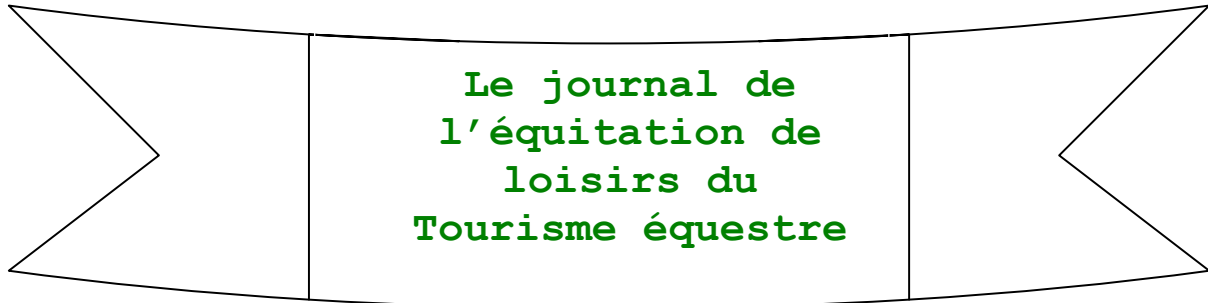 Le journal de
l’équitation de
loisirs du
Tourisme équestre